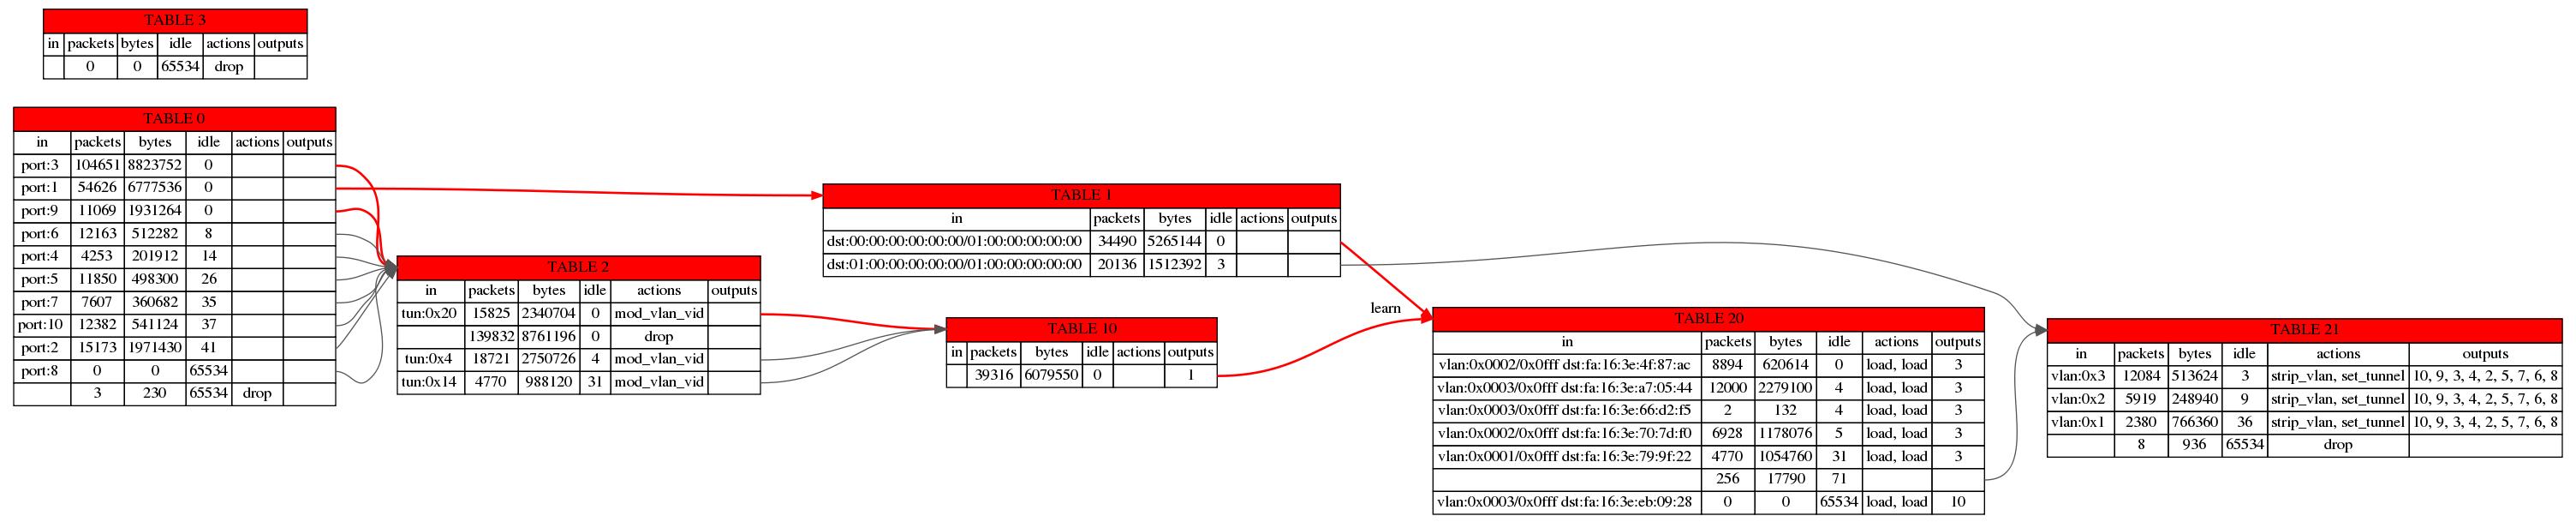 TABLE 3
in packets bytes idle actions outputs
0 0 65534 drop
TABLE 0
in packets bytes idle actions outputs
port:3 104651 8823752 0
port:1 54626 6777536 0
port:9 11069 1931264 0
port:6 12163 512282 8
port:4 4253 201912 14
port:5 11850 498300 26
port:7 7607 360682 35
port:10 12382 541124 37
port:2 15173 1971430 41
port:8 0 0 65534
3 230 65534 drop
TABLE 2
in packets bytes idle actions outputs
tun:0x20 15825 2340704 0 mod_vlan_vid
139832 8761196 0 drop
tun:0x4 18721 2750726 4 mod_vlan_vid
tun:0x14 4770 988120 31 mod_vlan_vid
TABLE 1
in packets bytes idle actions outputs
dst:00:00:00:00:00:00/01:00:00:00:00:00 34490 5265144 0
dst:01:00:00:00:00:00/01:00:00:00:00:00 20136 1512392 3
TABLE 10
in packets bytes idle actions outputs
39316 6079550 0 1
learn
TABLE 20
in packets bytes idle actions outputs
vlan:0x0002/0x0fff dst:fa:16:3e:4f:87:ac 8894 620614 0 load, load 3
vlan:0x0003/0x0fff dst:fa:16:3e:a7:05:44 12000 2279100 4 load, load 3
vlan:0x0003/0x0fff dst:fa:16:3e:66:d2:f5 2 132 4 load, load 3
vlan:0x0002/0x0fff dst:fa:16:3e:70:7d:f0 6928 1178076 5 load, load 3
vlan:0x0001/0x0fff dst:fa:16:3e:79:9f:22 4770 1054760 31 load, load 3
256 17790 71
vlan:0x0003/0x0fff dst:fa:16:3e:eb:09:28 0 0 65534 load, load 10
TABLE 21
in packets bytes idle actions outputs
vlan:0x3 12084 513624 3 strip_vlan, set_tunnel 10, 9, 3, 4, 2, 5, 7, 6, 8
vlan:0x2 5919 248940 9 strip_vlan, set_tunnel 10, 9, 3, 4, 2, 5, 7, 6, 8
vlan:0x1 2380 766360 36 strip_vlan, set_tunnel 10, 9, 3, 4, 2, 5, 7, 6, 8
8 936 65534 drop